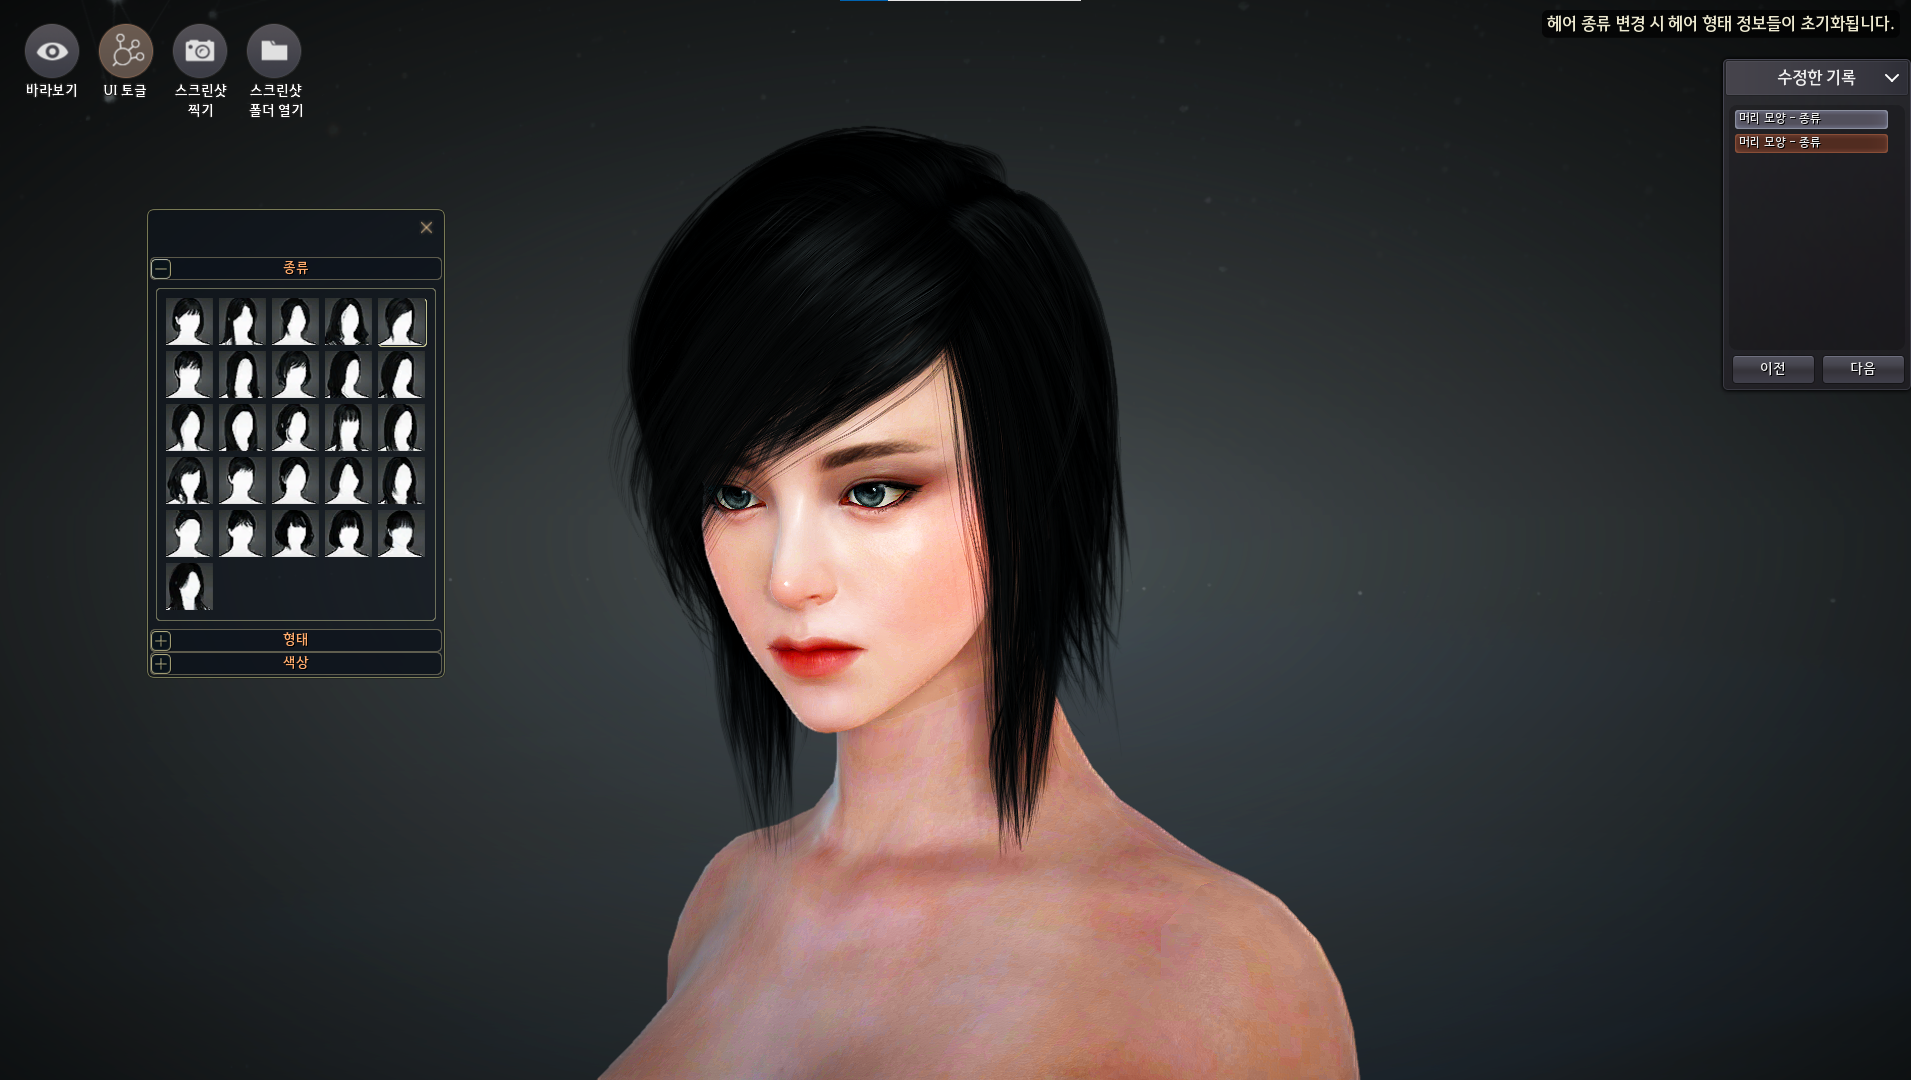 헤어 종류 변경 시 헤어 형태 정보들이 초기화됩니다.
바라보기
UI 토글
스크린샷
찍기
스크린샷
폴더 열기
수정한 기록
머리 모양 - 종류
머리 모양 - 종류
이전
다음
종류
형태
색상